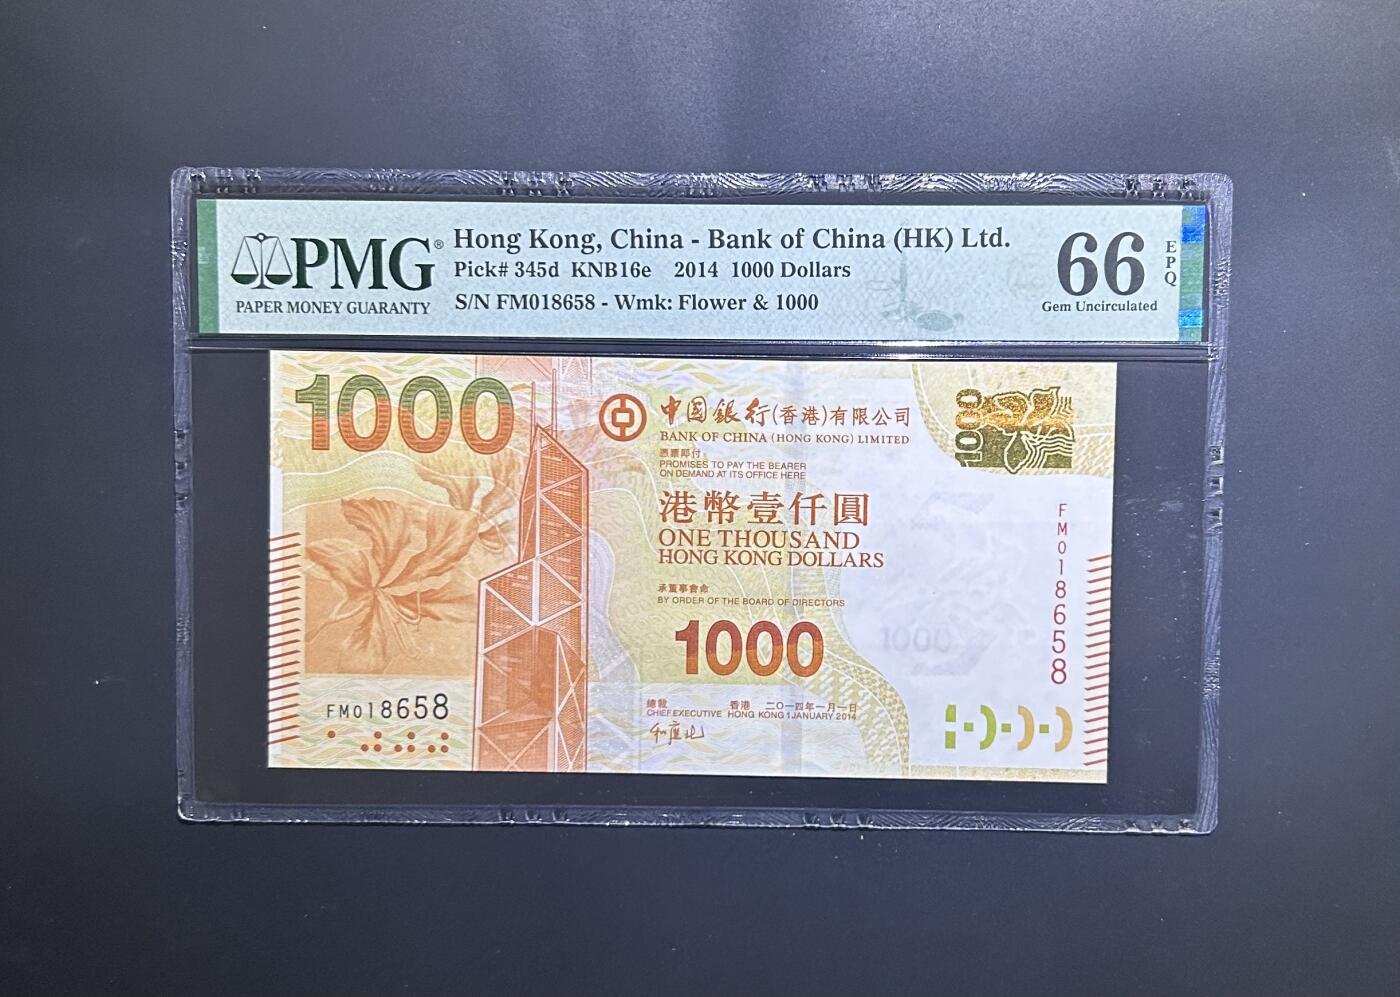 PMG®
PAPER MONEY GUARANTY
Hong Kong, China - Bank of China (HK) Ltd.
Pick# 345d KNB16e 2014 1000 Dollars
S/N FM018658 - Wmk: Flower & 1000
66
EPQ
Gem Uncirculated
1000
中国銀行(香港)有限公司
BANK OF CHINA (HONG KONG) LIMITED
憑票即付
PROMISES TO PAY THE BEARER
ON DEMAND AT ITS OFFICE HERE
港幣壹仟圓
ONE THOUSAND
HONG KONG DOLLARS
承董事會命
BY ORDER OF THE BOARD OF DIRECTORS
1000
總裁 香港 二〇一四年一月一日
CHIEF EXECUTIVE HONG KONG 1 JANUARY 2014
FM018658
1000
FM018658
1000